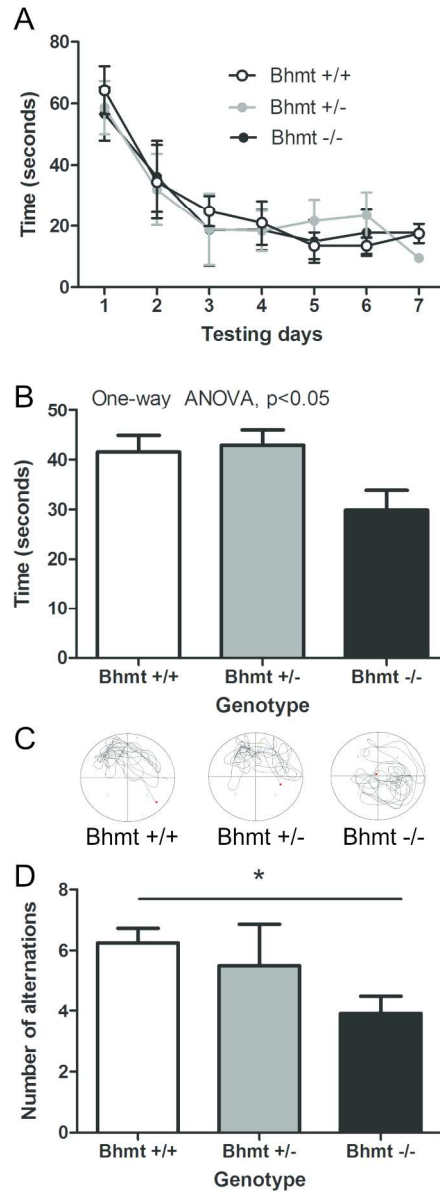 A
80
60
40
20
0
Time (seconds)
Bhmt +/+
Bhmt +/-
Bhmt -/-
1 2 3 4 5 6 7
Testing days
B
One-way ANOVA, p<0.05
50
40
30
20
10
0
Time (seconds)
Bhmt +/+ Bhmt +/- Bhmt -/-
Genotype
C
Bhmt +/+ Bhmt +/- Bhmt -/-
D
*
8
6
4
2
0
Number of alternations
Bhmt +/+ Bhmt +/- Bhmt -/-
Genotype